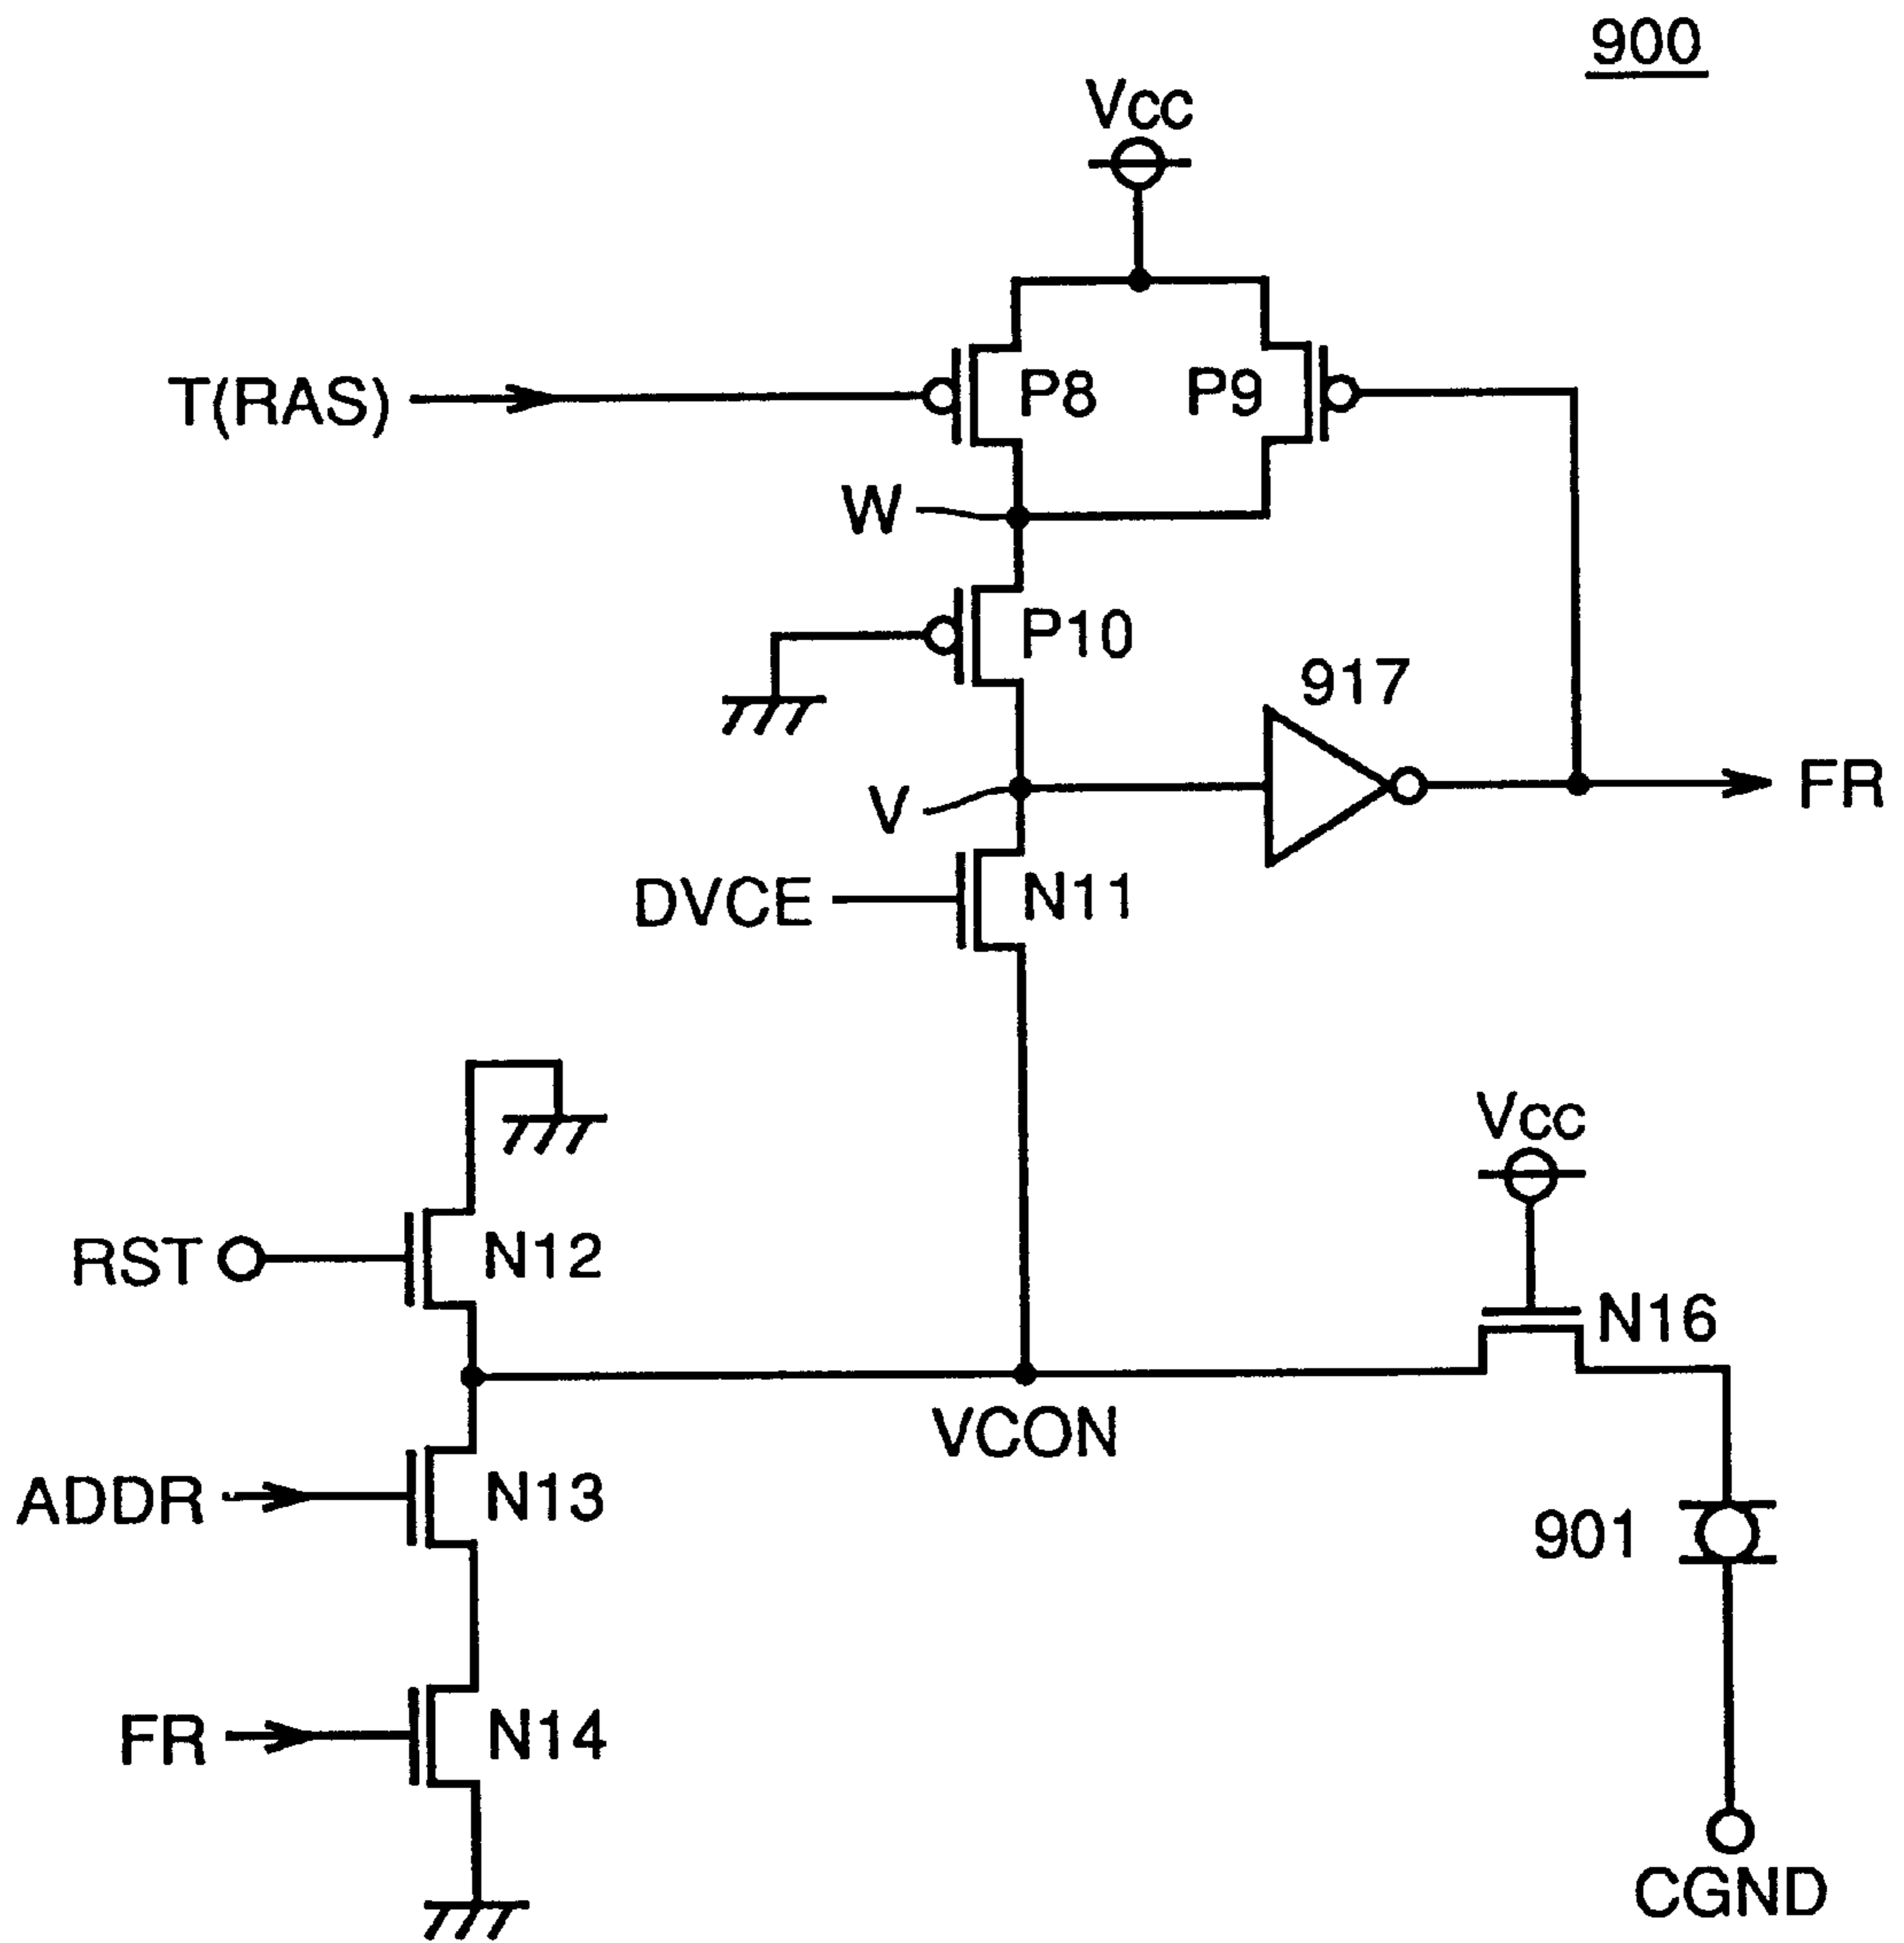 900
Vcc
T(RAS)
P8
P9
W
P10
917
V
FR
DVCE
N11
Vcc
RST
N12
N16
VCON
ADDR
N13
901
FR
N14
CGND